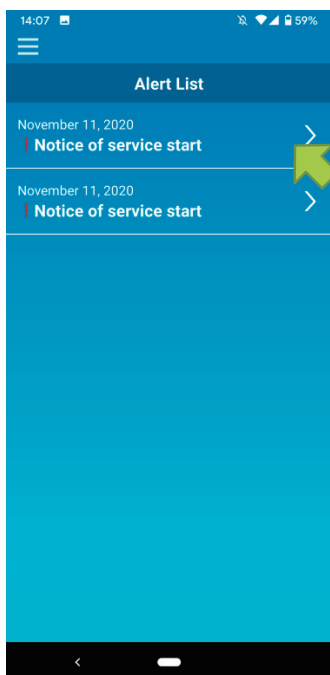 14:07
59%
Alert List
November 11, 2020
! Notice of service start
November 11, 2020
! Notice of service start